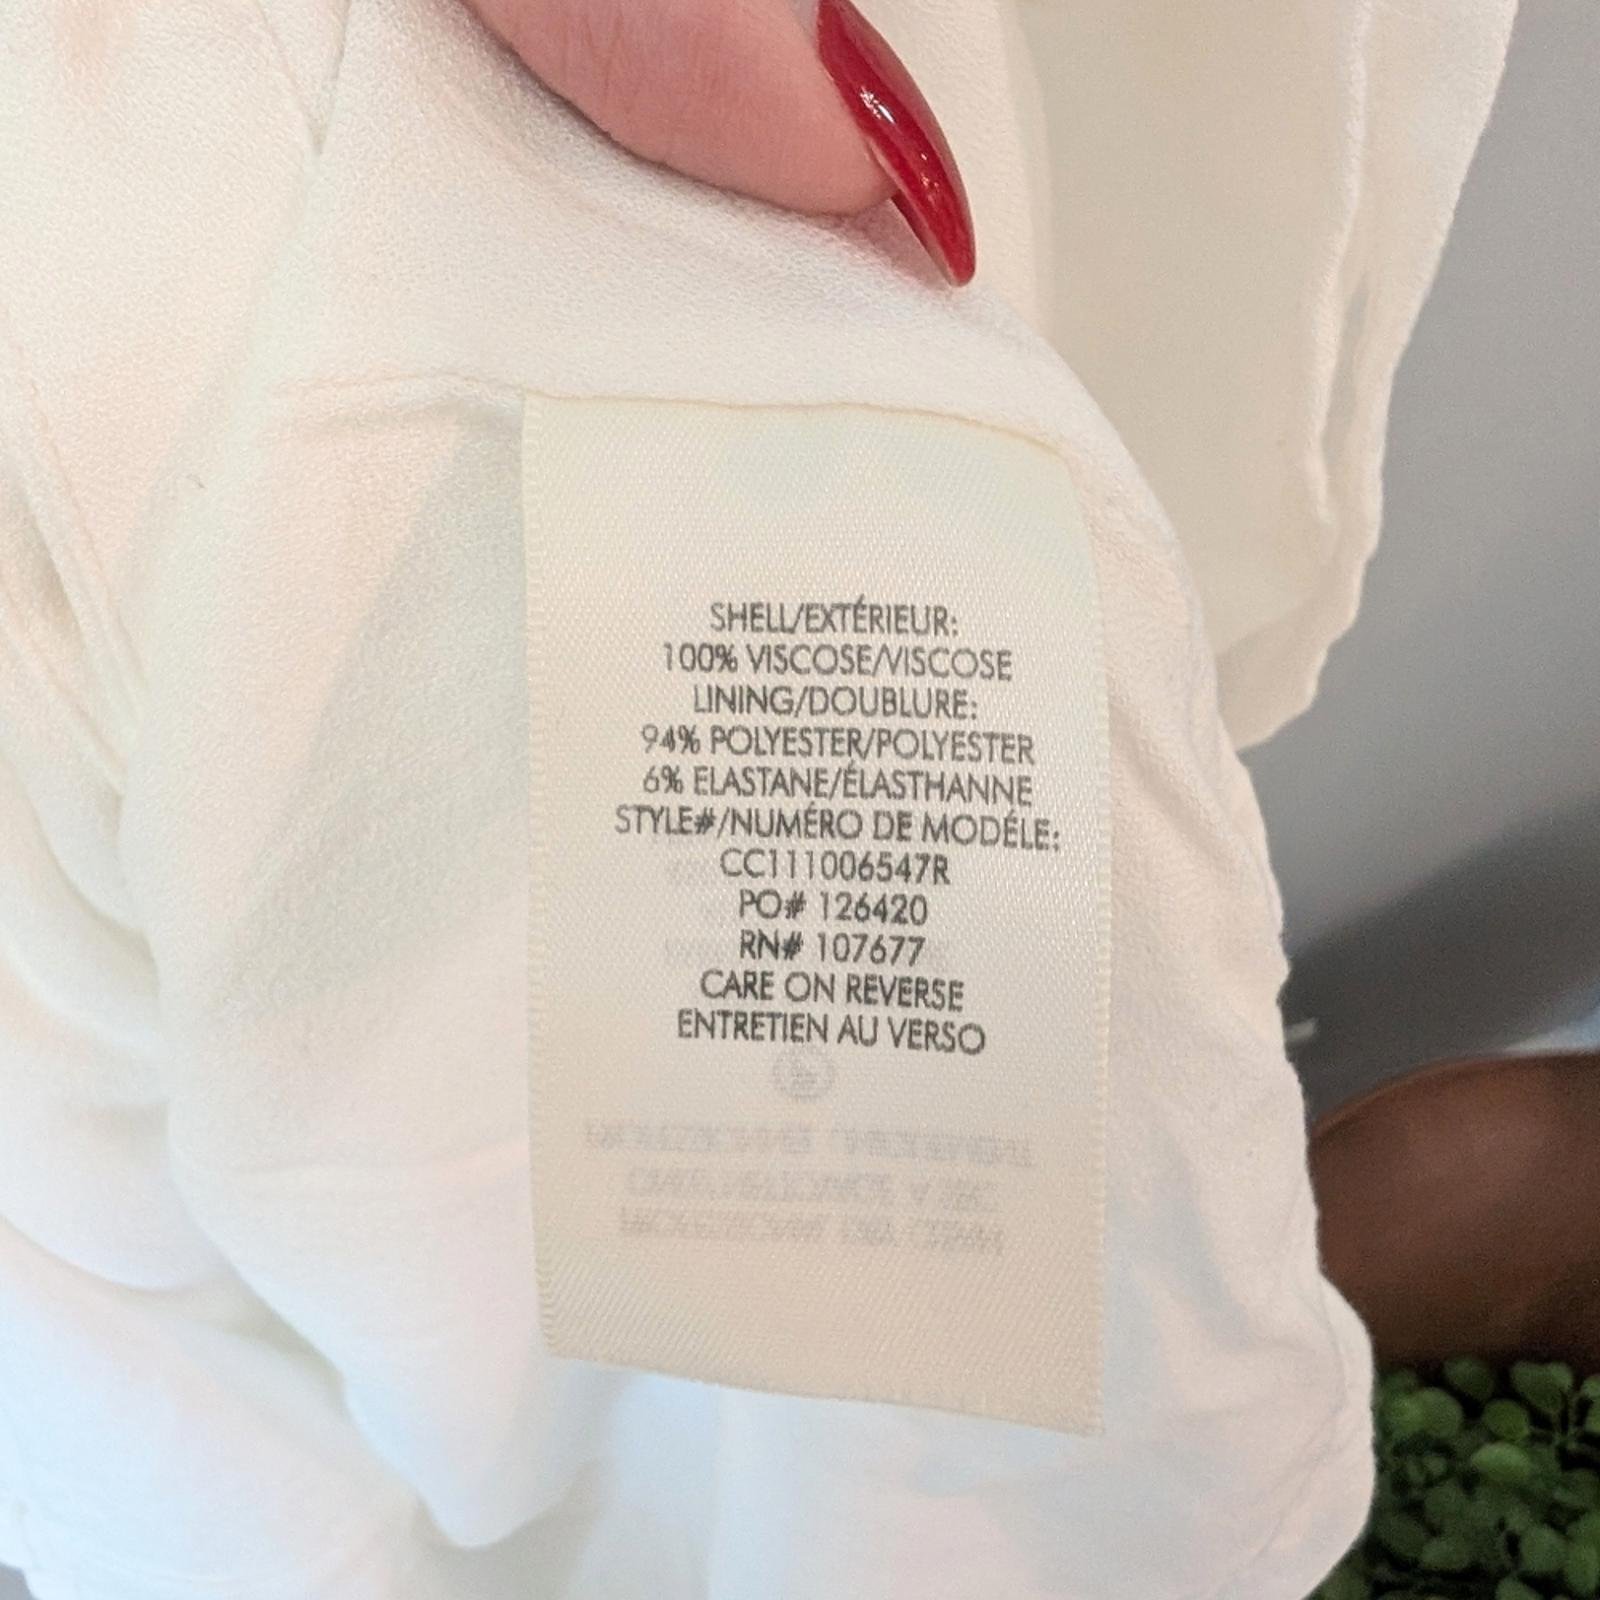 SHELL/EXTÉRIEUR:
100% VISCOSE/VISCOSE
LINING/DOUBLURE:
94% POLYESTER/POLYESTER
6% ELASTANE/ÉLASTHANNE
STYLE#/NUMÉRO DE MODÉLE:
CC111006547R
PO# 126420
RN# 107677
CARE ON REVERSE
ENTRETIEN AU VERSO